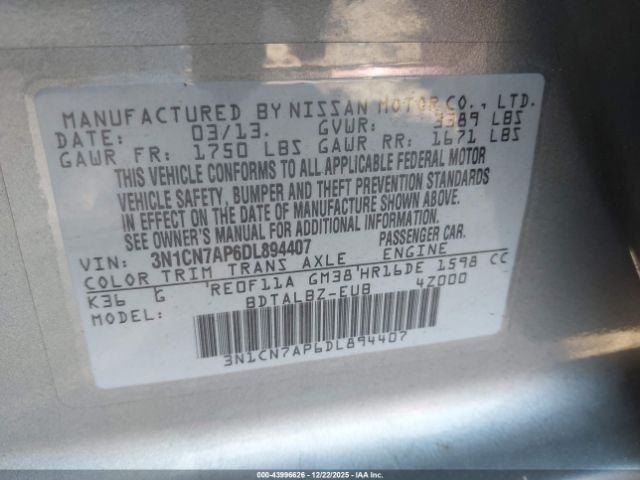 MANUFACTURED BY NISSAN MOTOR CO., LTD.
DATE: 03/13. GVWR: 3389 LBS
GAWR FR: 1750 LBS GAWR RR: 1671 LBS
THIS VEHICLE CONFORMS TO ALL APPLICABLE FEDERAL MOTOR
VEHICLE SAFETY, BUMPER AND THEFT PREVENTION STANDARDS
IN EFFECT ON THE DATE OF MANUFACTURE SHOWN ABOVE.
SEE OWNER'S MANUAL FOR ADDITIONAL INFORMATION.
VIN: 3N1CN7AP6DL894407 PASSENGER CAR.
COLOR TRIM TRANS AXLE ENGINE
K36 G RE0F11A GM38 HR16DE 1598 CC
MODEL: BDTALBZ-EUB 4Z000
3N1CN7AP6DL894407
0-43996626 • 12/22/2025 • IAA Inc.